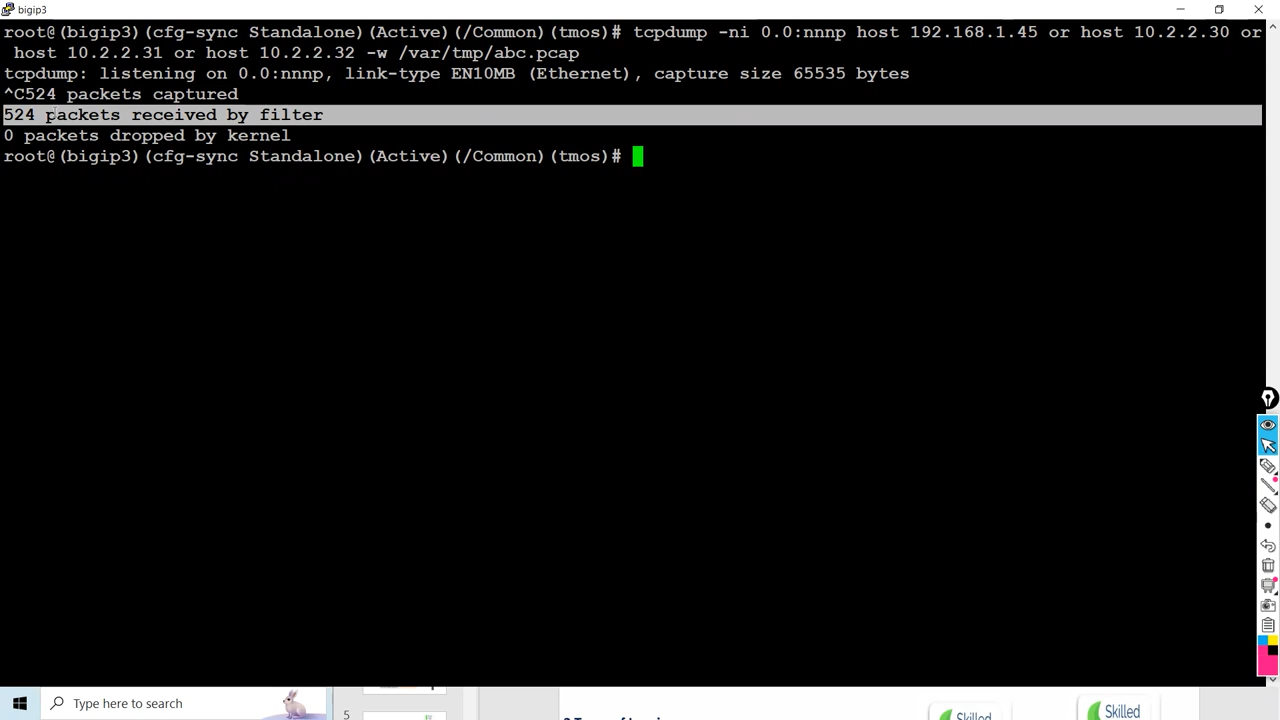 bigip3
root@(bigip3)(cfg-sync Standalone)(Active)(/Common)(tmos)# tcpdump -ni 0.0:nnnp host 192.168.1.45 or host 10.2.2.30 or
host 10.2.2.31 or host 10.2.2.32 -w /var/tmp/abc.pcap
tcpdump: listening on 0.0:nnnp, link-type EN10MB (Ethernet), capture size 65535 bytes
^C524 packets captured
524 packets received by filter
0 packets dropped by kernel
root@(bigip3)(cfg-sync Standalone)(Active)(/Common)(tmos)#
Type here to search
5
Skilled
Skilled